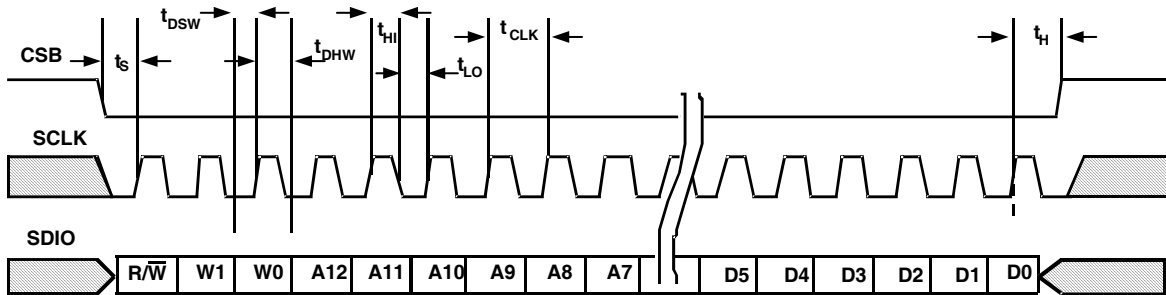 tDSW
tHI
tCLK
tH
CSB
tS
tDHW
tLO
SCLK
SDIO
R/W̅ W1 W0 A12 A11 A10 A9 A8 A7 D5 D4 D3 D2 D1 D0